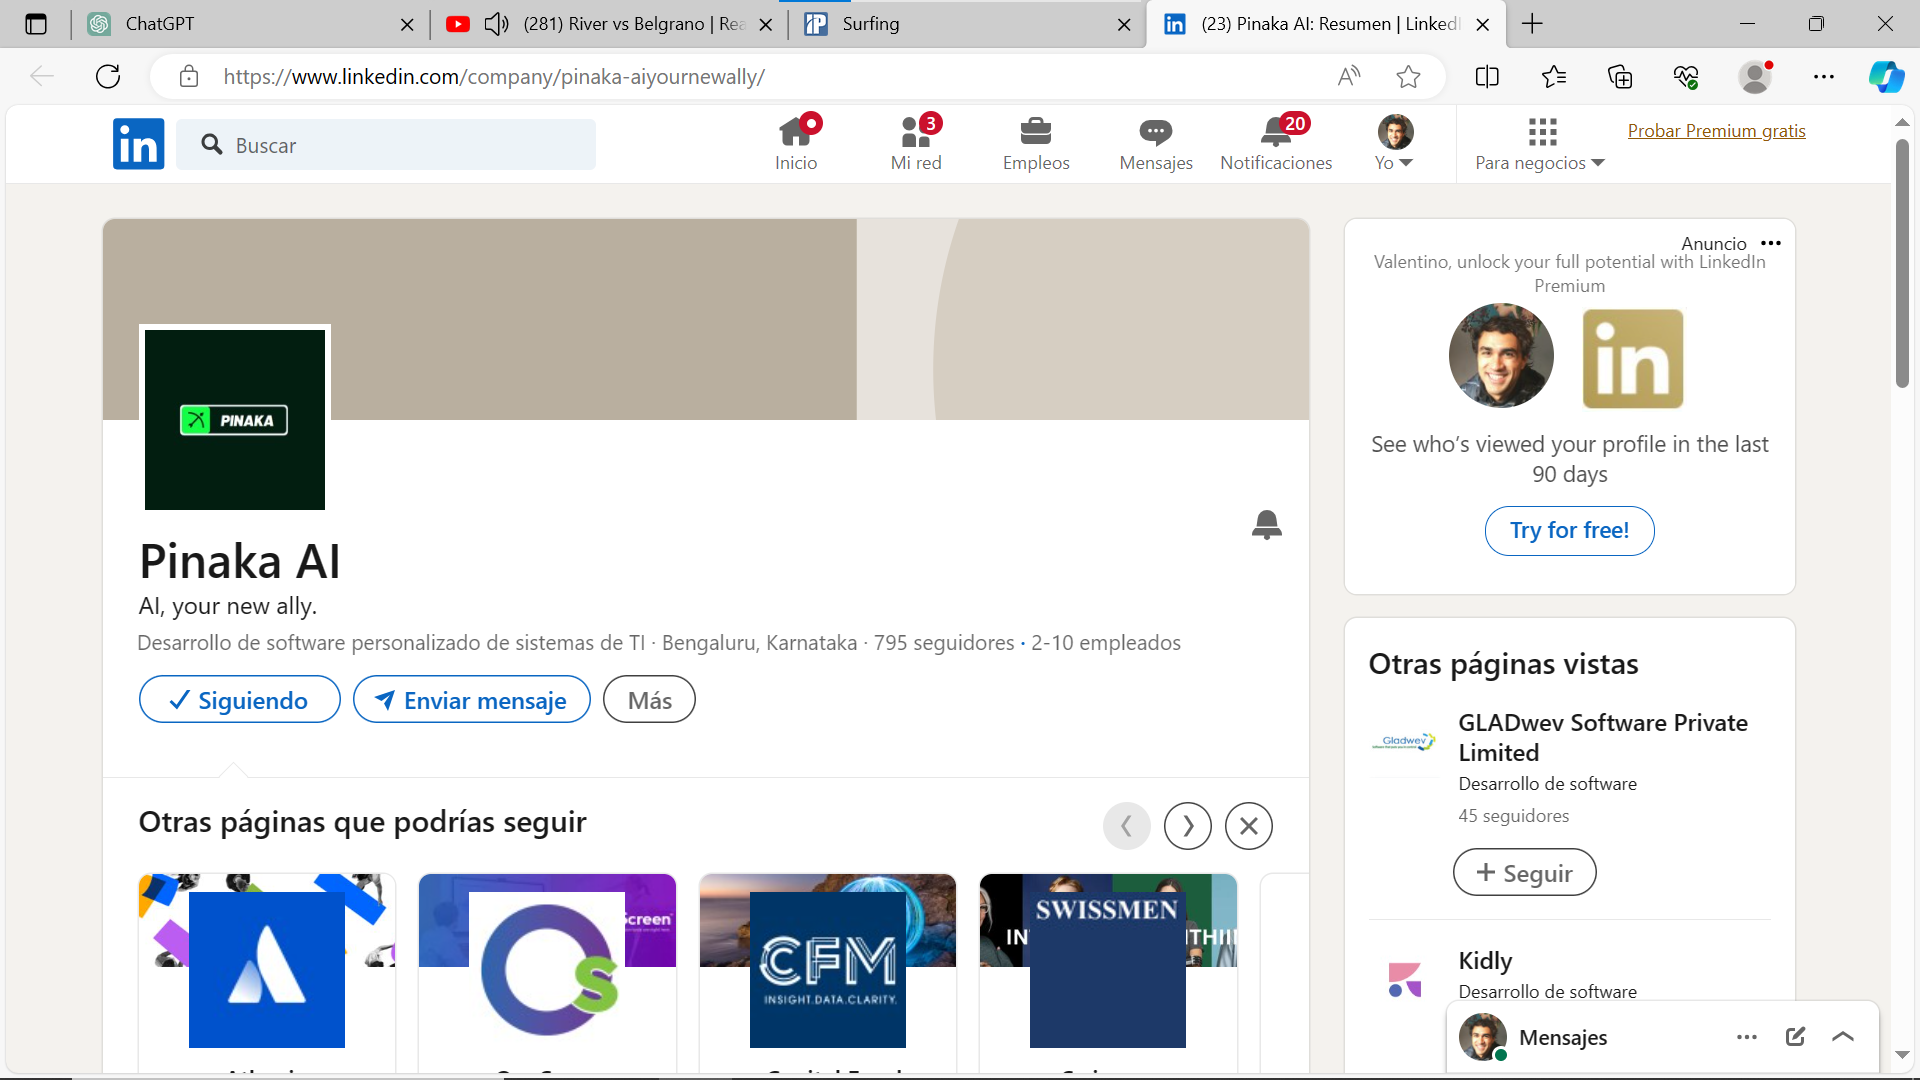 ChatGPT
(281) River vs Belgrano | Rea
Surfing
(23) Pinaka AI: Resumen | LinkedI
https://www.linkedin.com/company/pinaka-aiyournewally/
in
Buscar
Inicio
3
Mi red
Empleos
Mensajes
20
Notificaciones
Yo
Para negocios
Probar Premium gratis
PINAKA
Pinaka AI
AI, your new ally.
Desarrollo de software personalizado de sistemas de TI · Bengaluru, Karnataka · 795 seguidores · 2-10 empleados
Siguiendo
Enviar mensaje
Más
Otras páginas que podrías seguir
Screen
CFM
INSIGHT.DATA.CLARITY.
SWISSMEN
IN
Anuncio
Valentino, unlock your full potential with LinkedIn
Premium
in
See who's viewed your profile in the last
90 days
Try for free!
Otras páginas vistas
Gladwev
GLADwev Software Private
Limited
Desarrollo de software
45 seguidores
+ Seguir
Kidly
Desarrollo de software
Mensajes